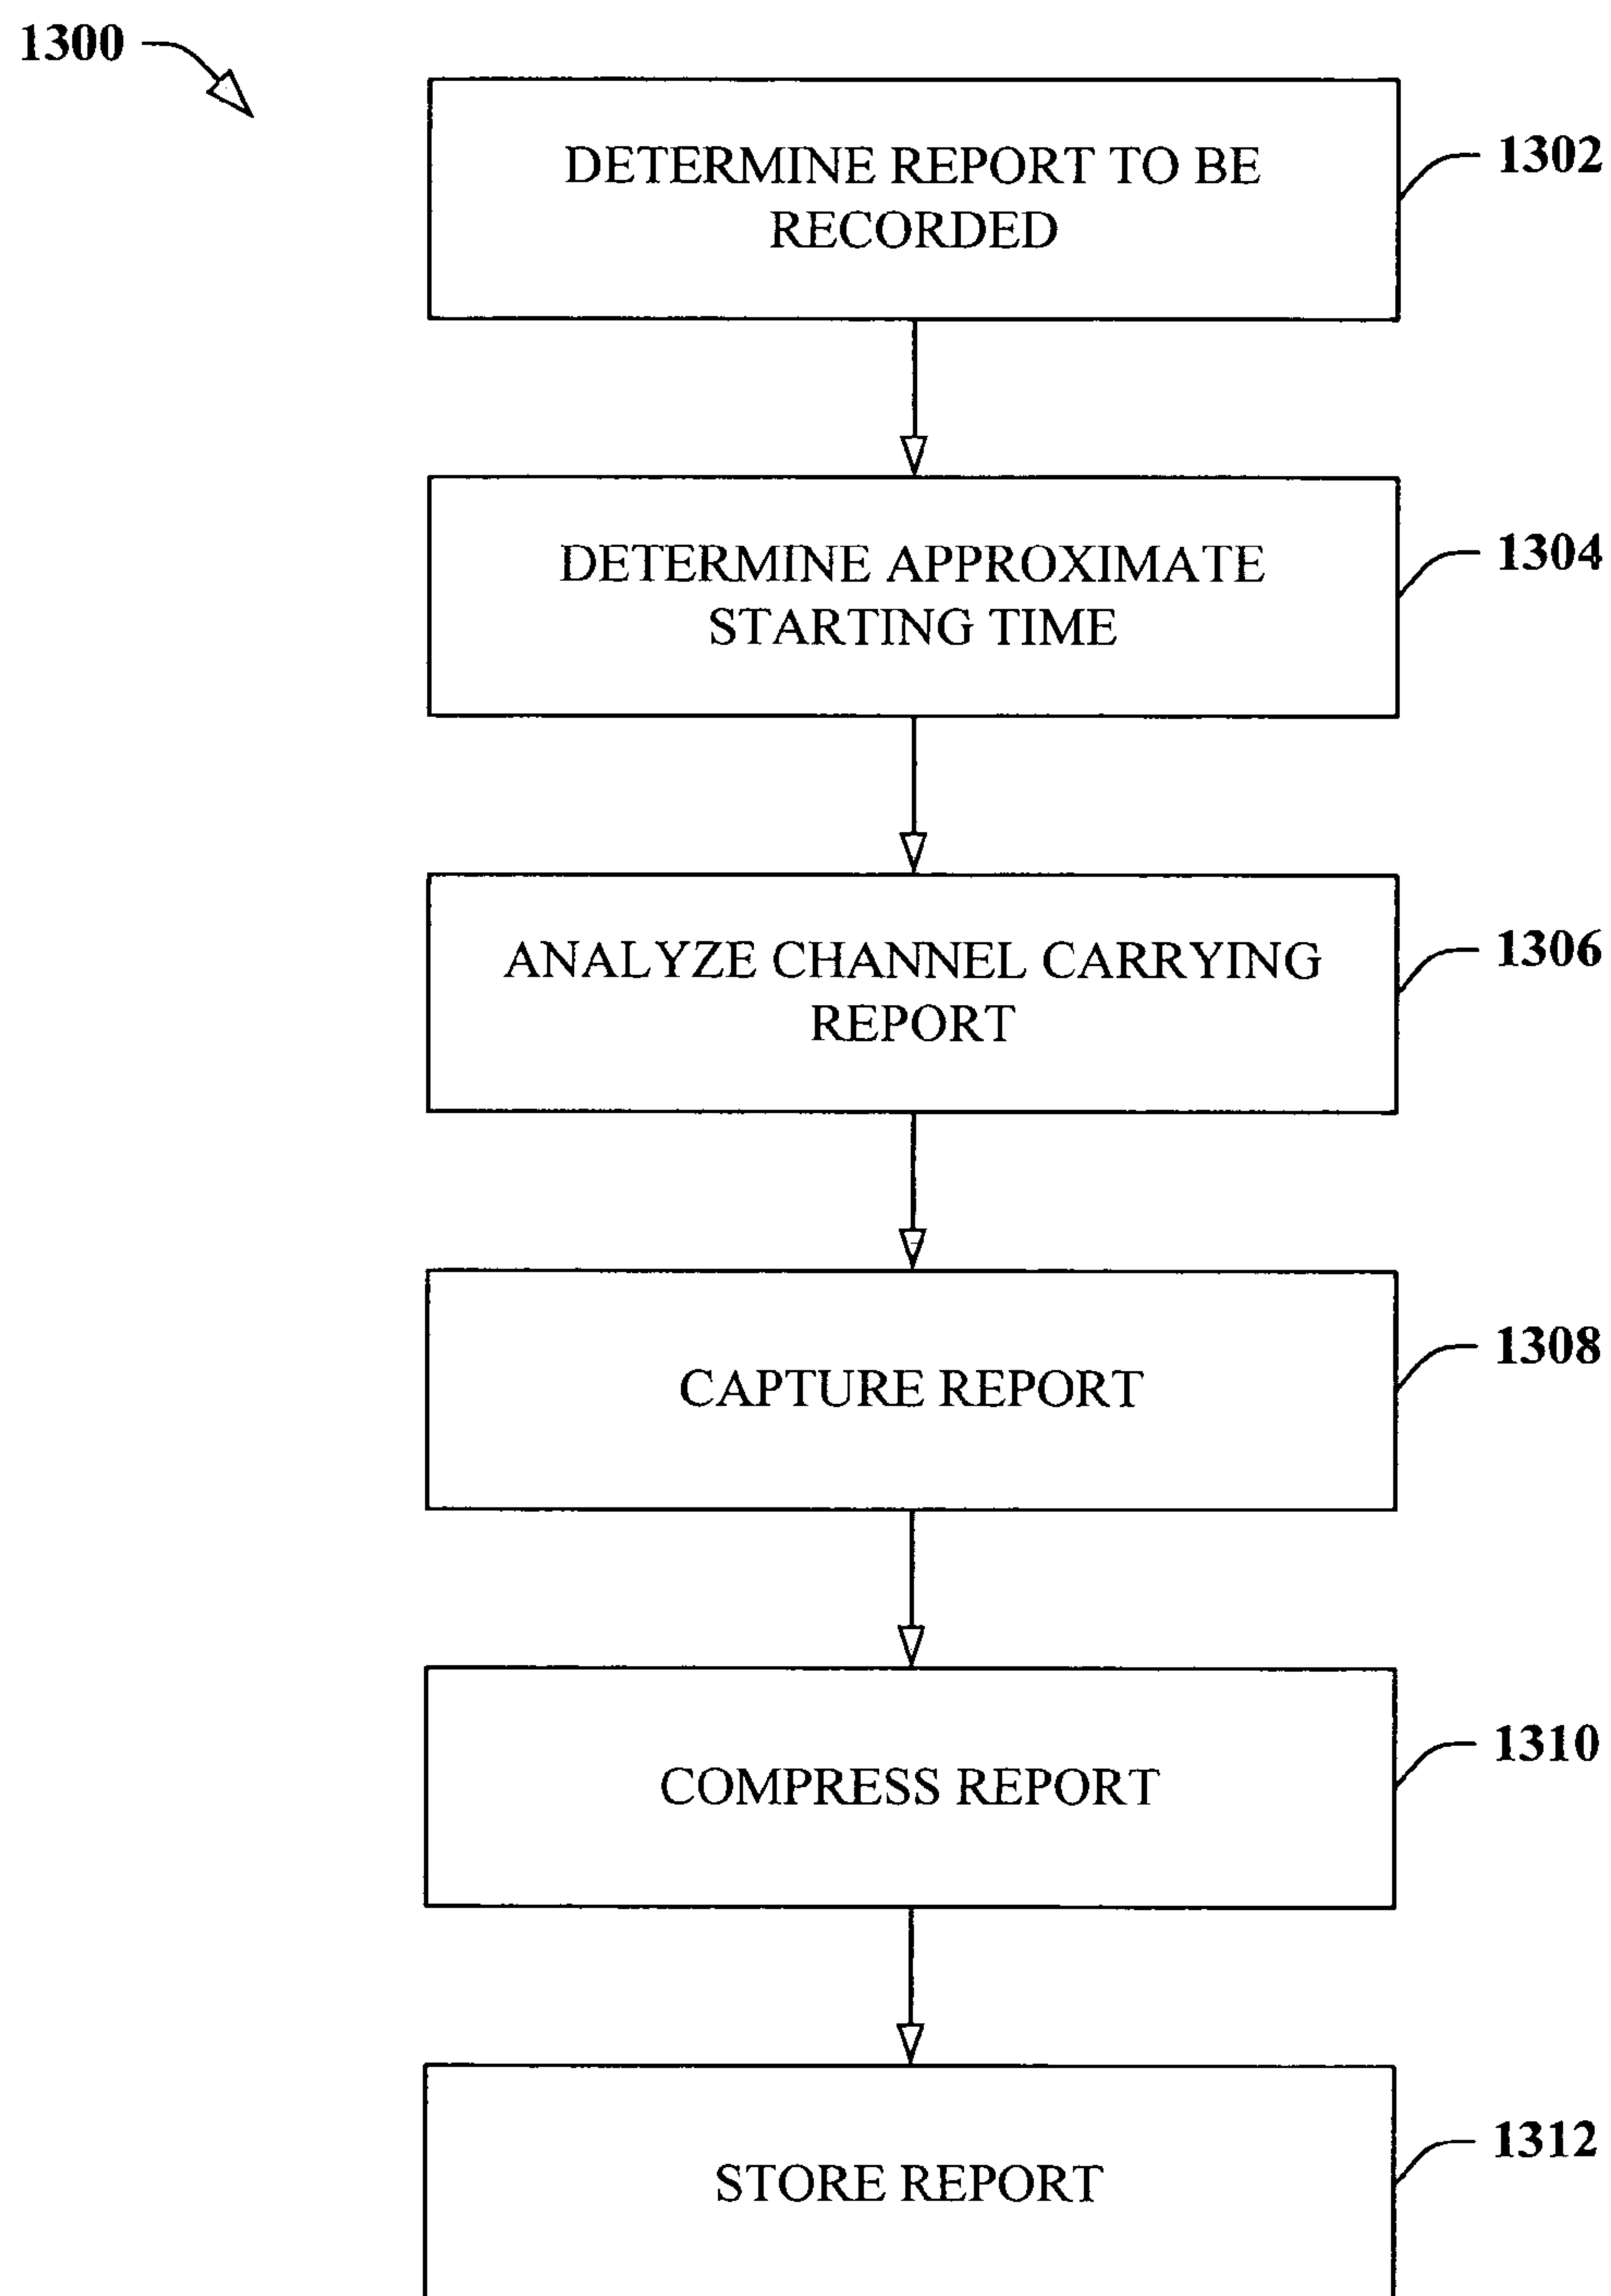 1300
DETERMINE REPORT TO BE
RECORDED
1302
DETERMINE APPROXIMATE
STARTING TIME
1304
ANALYZE CHANNEL CARRYING
REPORT
1306
CAPTURE REPORT
1308
COMPRESS REPORT
1310
STORE REPORT
1312